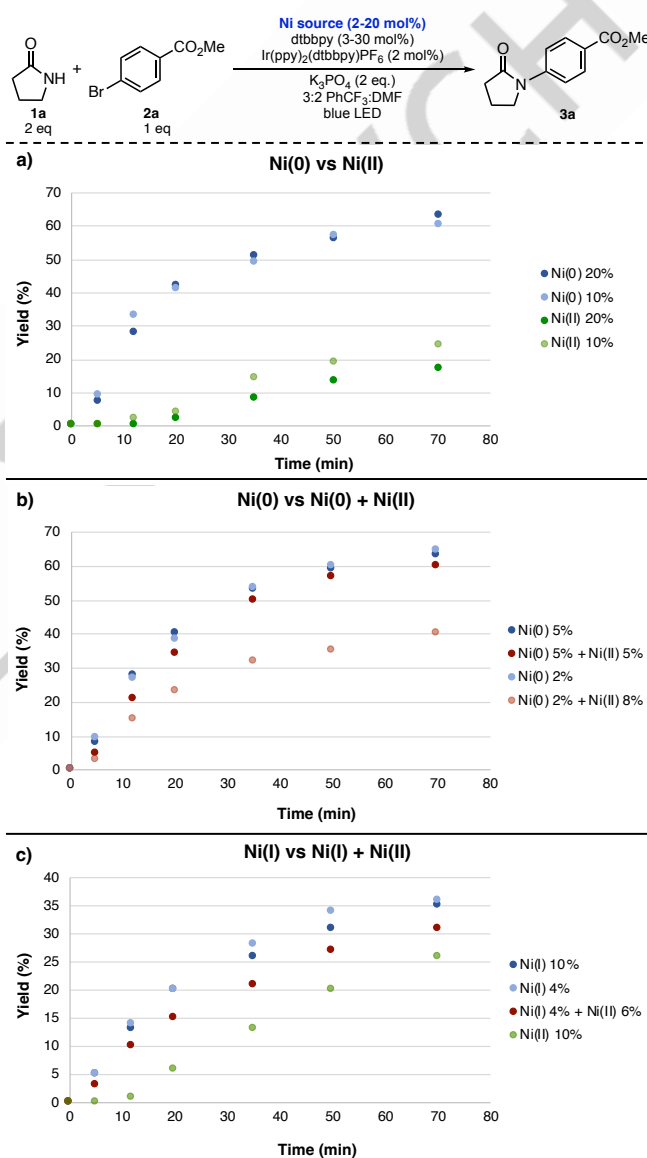 Ni source (2-20 mol%)
dtbbpy (3-30 mol%)
Ir(ppy)2(dtbbpy)PF6 (2 mol%)
K3PO4 (2 eq.)
3:2 PhCF3:DMF
blue LED
O
NH
+
Br
CO2Me
1a
2 eq
2a
1 eq
O
N
CO2Me
3a
a)
Ni(0) vs Ni(II)
Yield (%)
70
60
50
40
30
20
10
0
0 10 20 30 40 50 60 70 80
Time (min)
Ni(0) 20%
Ni(0) 10%
Ni(II) 20%
Ni(II) 10%
b)
Ni(0) vs Ni(0) + Ni(II)
Yield (%)
70
60
50
40
30
20
10
0
0 10 20 30 40 50 60 70 80
Time (min)
Ni(0) 5%
Ni(0) 5% + Ni(II) 5%
Ni(0) 2%
Ni(0) 2% + Ni(II) 8%
c)
Ni(I) vs Ni(I) + Ni(II)
Yield (%)
40
35
30
25
20
15
10
5
0
0 10 20 30 40 50 60 70 80
Time (min)
Ni(I) 10%
Ni(I) 4%
Ni(I) 4% + Ni(II) 6%
Ni(II) 10%